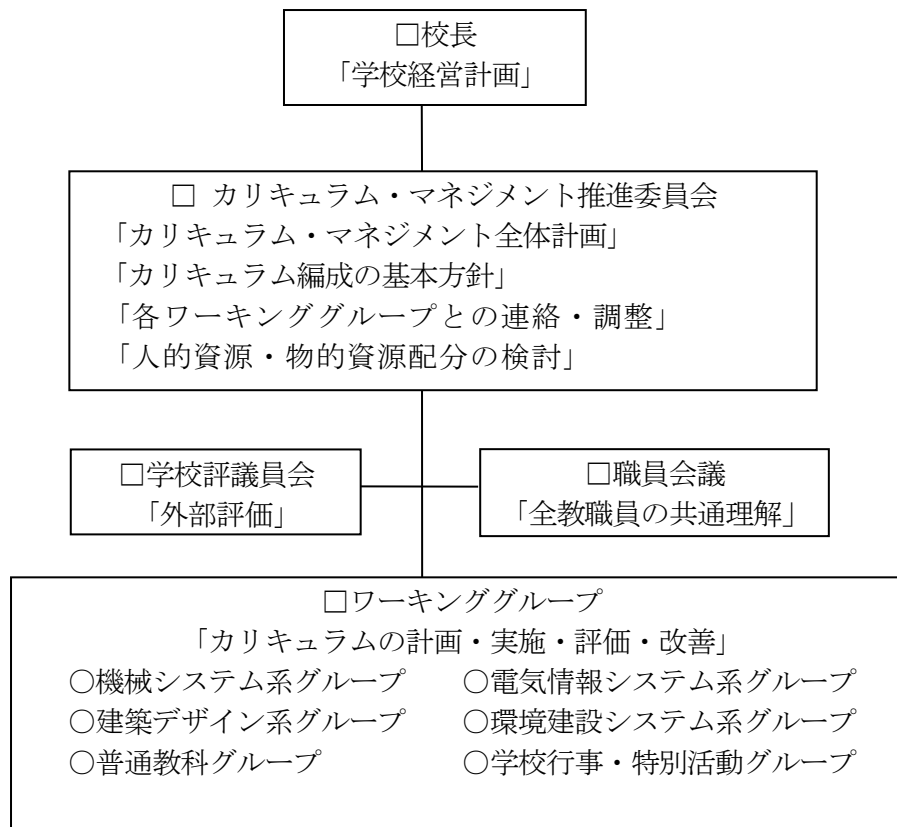 □校長
「学校経営計画」
□ カリキュラム・マネジメント推進委員会
「カリキュラム・マネジメント全体計画」
「カリキュラム編成の基本方針」
「各ワーキンググループとの連絡・調整」
「人的資源・物的資源配分の検討」
□学校評議員会
「外部評価」
□職員会議
「全教職員の共通理解」
□ワーキンググループ
「カリキュラムの計画・実施・評価・改善」
○機械システム系グループ ○電気情報システム系グループ
○建築デザイン系グループ ○環境建設システム系グループ
○普通教科グループ ○学校行事・特別活動グループ